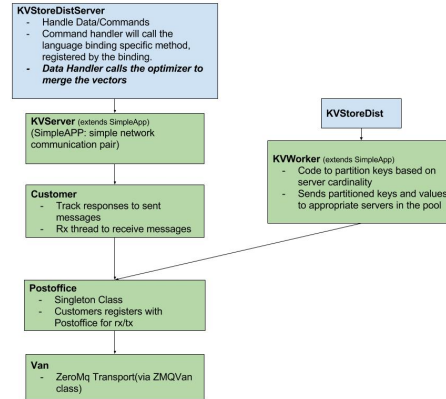 KVStoreDistServer
- Handle Data/Commands
- Command handler will call the
language binding specific method,
registered by the binding.
- Data Handler calls the optimizer to
merge the vectors
KVServer (extends SimpleApp)
(SimpleAPP: simple network
communication pair)
KVStoreDist
KVWorker (extends SimpleApp)
- Code to partition keys based on
server cardinality
- Sends partitioned keys and values
to appropriate servers in the pool
Customer
- Track responses to sent
messages
- Rx thread to receive messages
Postoffice
- Singleton Class
- Customers registers with
Postoffice for rx/tx
Van
- ZeroMq Transport(via ZMQVan
class)